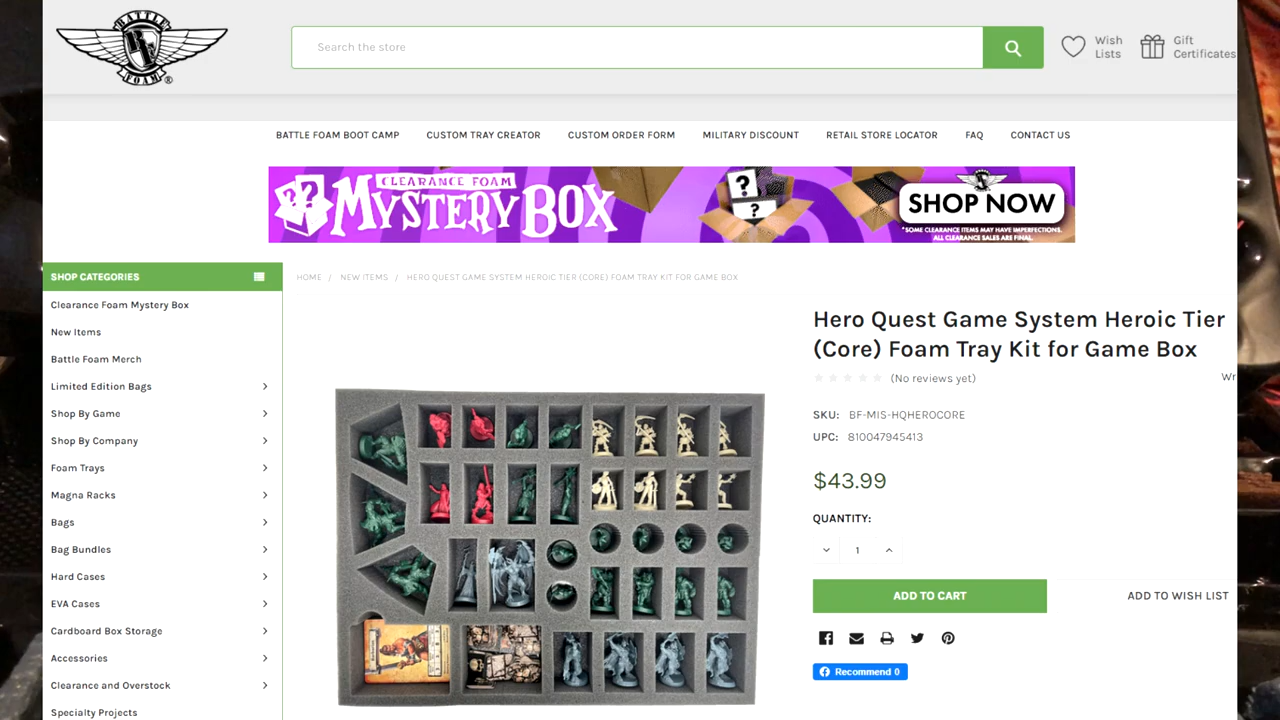 BATTLE
BF
FOAM
®
Search the store
Wish
Lists
Gift
Certificates
BATTLE FOAM BOOT CAMP
CUSTOM TRAY CREATOR
CUSTOM ORDER FORM
MILITARY DISCOUNT
RETAIL STORE LOCATOR
FAQ
CONTACT US
CLEARANCE FOAM
MYSTERY BOX
SHOP NOW
*SOME CLEARANCE ITEMS MAY HAVE IMPERFECTIONS.
ALL CLEARANCE SALES ARE FINAL.
SHOP CATEGORIES
Clearance Foam Mystery Box
New Items
Battle Foam Merch
Limited Edition Bags
Shop By Game
Shop By Company
Foam Trays
Magna Racks
Bags
Bag Bundles
Hard Cases
EVA Cases
Cardboard Box Storage
Accessories
Clearance and Overstock
Specialty Projects
HOME / NEW ITEMS / HERO QUEST GAME SYSTEM HEROIC TIER (CORE) FOAM TRAY KIT FOR GAME BOX
Hero Quest Game System Heroic Tier
(Core) Foam Tray Kit for Game Box
(No reviews yet)
Wr
SKU: BF-MIS-HQHEROCORE
UPC: 810047945413
$43.99
QUANTITY:
1
ADD TO CART
ADD TO WISH LIST
Recommend 0